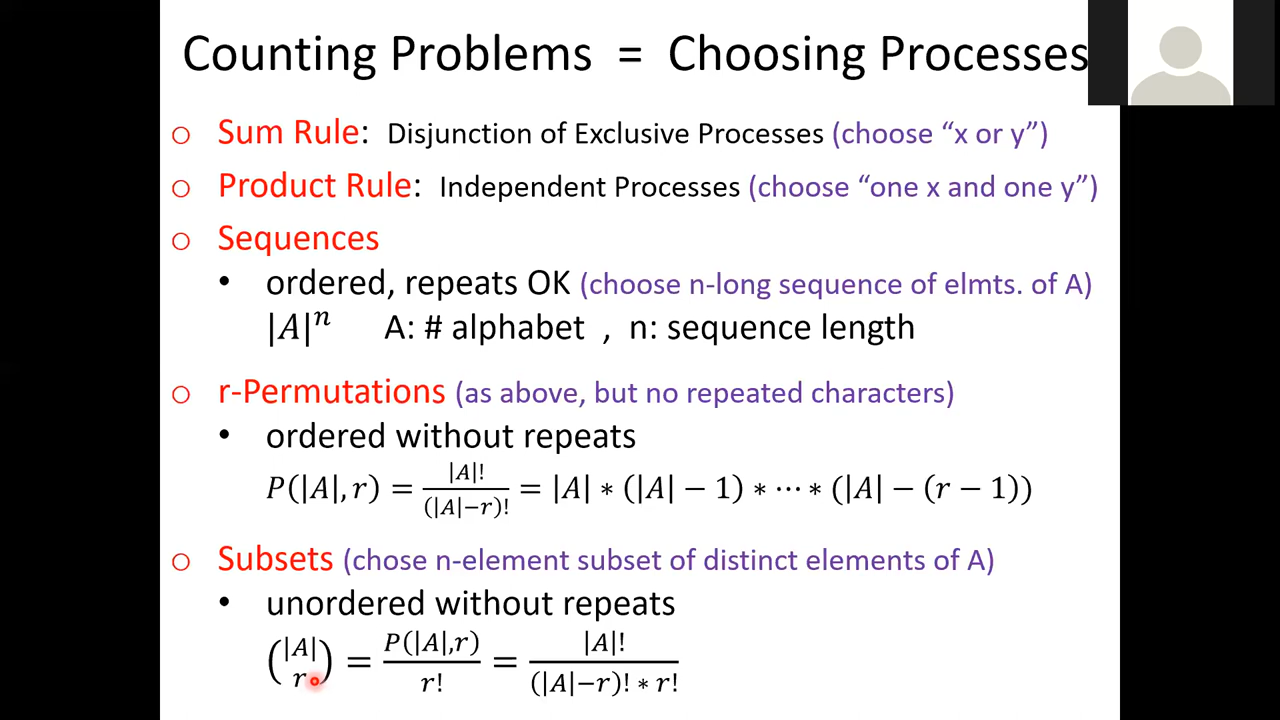 Counting Problems = Choosing Processes
o Sum Rule: Disjunction of Exclusive Processes (choose “x or y”)
o Product Rule: Independent Processes (choose “one x and one y”)
o Sequences
• ordered, repeats OK (choose n-long sequence of elmts. of A)
|A|ⁿ A: # alphabet , n: sequence length
o r-Permutations (as above, but no repeated characters)
• ordered without repeats
P(|A|,r) = |A|! / (|A|−r)! = |A| ∗ (|A| − 1) ∗ ⋯ ∗ (|A| − (r − 1))
o Subsets (chose n-element subset of distinct elements of A)
• unordered without repeats
(|A| r) = P(|A|,r) / r! = |A|! / (|A|−r)! ∗ r!